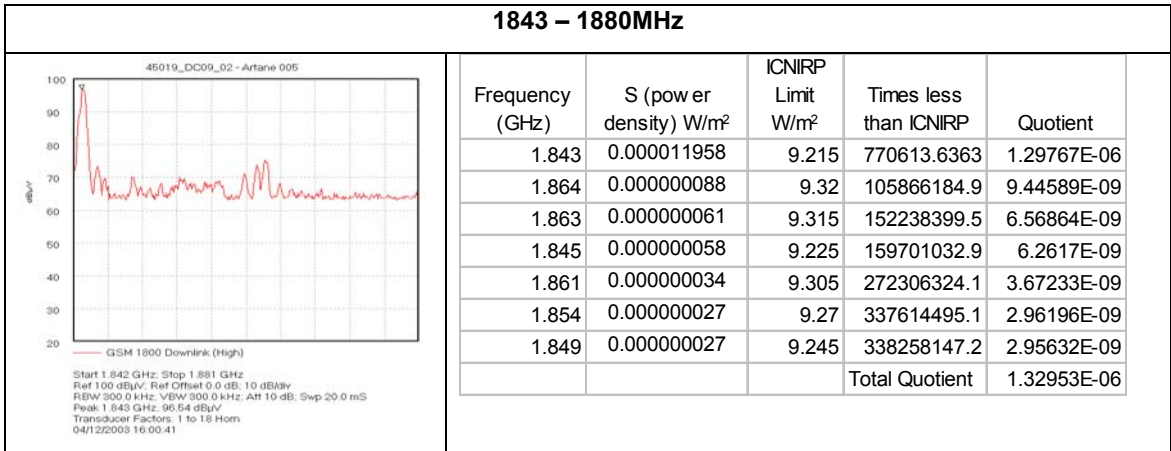 1843 – 1880MHz
45019_DC09_02 - Artane 005
100
90
80
70
60
50
40
30
20
dBµV
GSM 1800 Downlink (High)
Start 1.842 GHz; Stop 1.881 GHz
Ref 100 dBµV; Ref Offset 0.0 dB; 10 dB/div
RBW 300.0 kHz; VBW 300.0 kHz; Att 10 dB; Swp 20.0 mS
Peak 1.843 GHz, 96.54 dBµV
Transducer Factors: 1 to 18 Horn
04/12/2003 16:00:41
Frequency (GHz) S (pow er density) W/m² ICNIRP Limit W/m² Times less than ICNIRP Quotient
1.843 0.000011958 9.215 770613.6363 1.29767E-06
1.864 0.000000088 9.32 105866184.9 9.44589E-09
1.863 0.000000061 9.315 152238399.5 6.56864E-09
1.845 0.000000058 9.225 159701032.9 6.2617E-09
1.861 0.000000034 9.305 272306324.1 3.67233E-09
1.854 0.000000027 9.27 337614495.1 2.96196E-09
1.849 0.000000027 9.245 338258147.2 2.95632E-09
Total Quotient 1.32953E-06